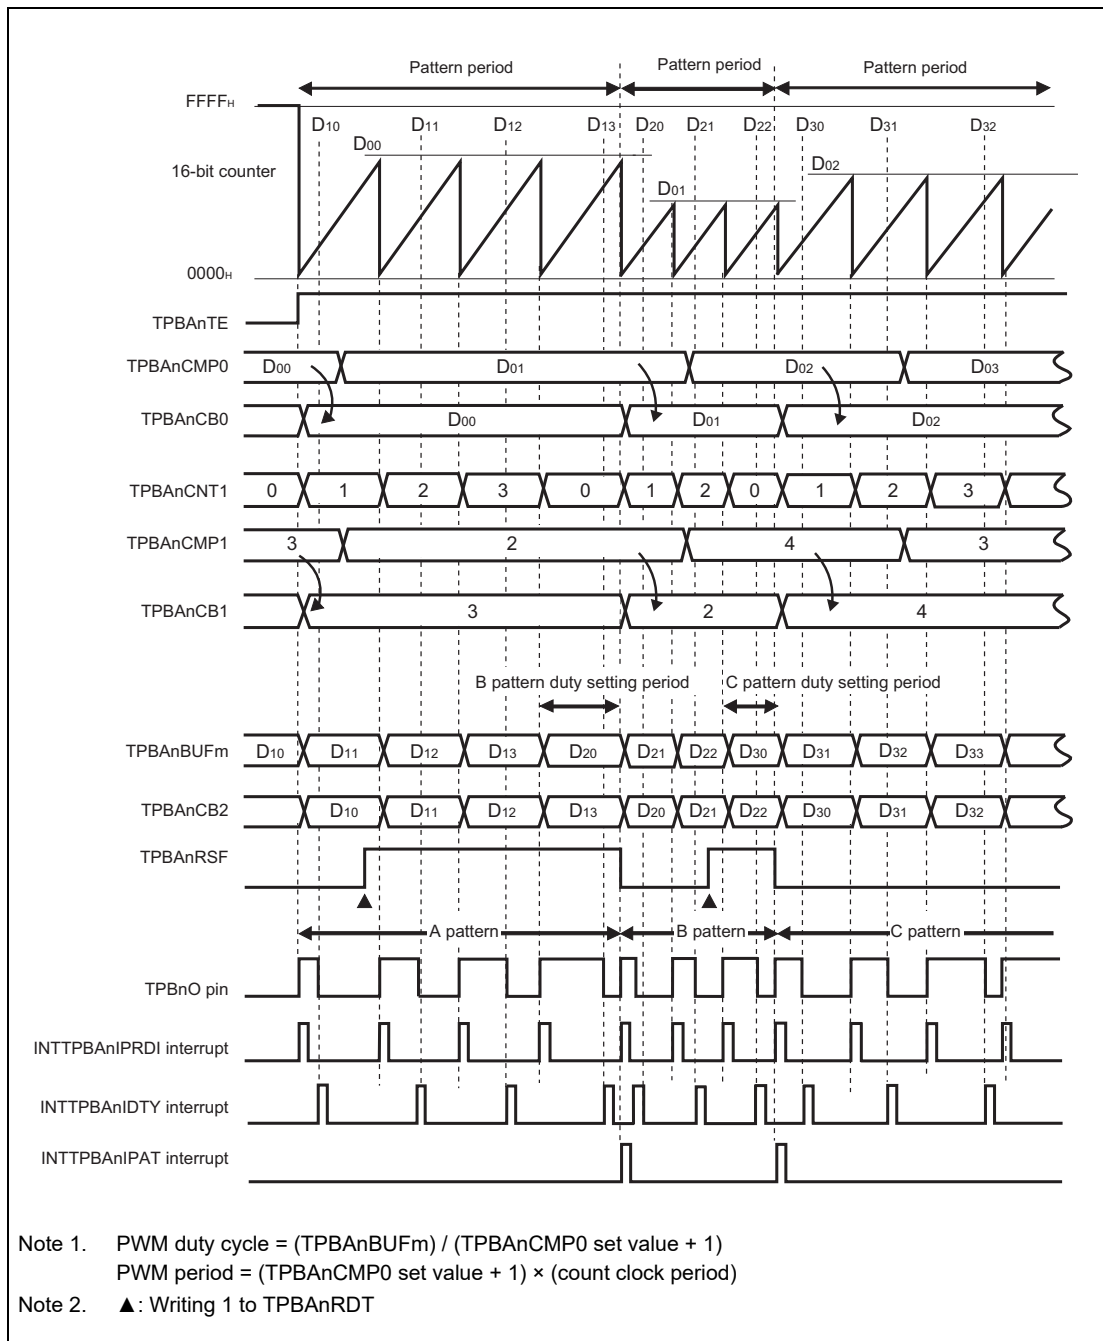 Pattern period Pattern period Pattern period
FFFFH
D10 D11 D12 D13 D20 D21 D22 D30 D31 D32
D00
D02
16-bit counter
D01
0000H
TPBAnTE
TPBAnCMP0 D00 D01 D02 D03
TPBAnCB0 D00 D01 D02
TPBAnCNT1 0 1 2 3 0 1 2 0 1 2 3
TPBAnCMP1 3 2 4 3
TPBAnCB1 3 2 4
B pattern duty setting period C pattern duty setting period
TPBAnBUFm D10 D11 D12 D13 D20 D21 D22 D30 D31 D32 D33
TPBAnCB2 D10 D11 D12 D13 D20 D21 D22 D30 D31 D32
TPBAnRSF
▲ ▲
A pattern B pattern C pattern
TPBnO pin
INTTPBAnIPRDI interrupt
INTTPBAnIDTY interrupt
INTTPBAnIPAT interrupt
Note 1. PWM duty cycle = (TPBAnBUFm) / (TPBAnCMP0 set value + 1)
PWM period = (TPBAnCMP0 set value + 1) × (count clock period)
Note 2. ▲: Writing 1 to TPBAnRDT